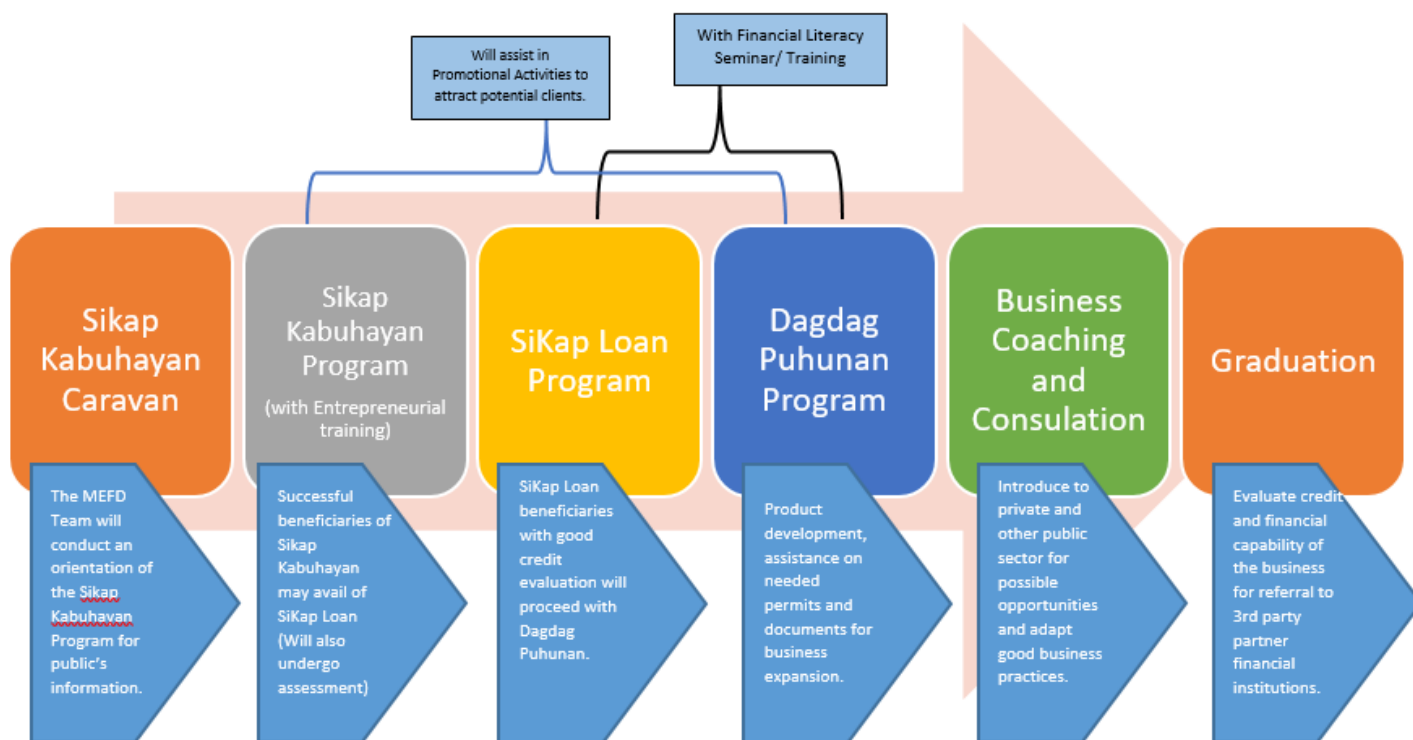 Will assist in
Promotional Activities to
attract potential clients.
With Financial Literacy
Seminar/ Training
Sikap
Kabuhayan
Caravan
Sikap
Kabuhayan
Program
(with Entrepreneurial
training)
SiKap Loan
Program
Dagdag
Puhunan
Program
Business
Coaching
and
Consulation
Graduation
The MEFD
Team will
conduct an
orientation of
the Sikap
Kabuhayan
Program for
public's
information.
Successful
beneficiaries of
Sikap
Kabuhayan
may avail of
SiKap Loan
(Will also
undergo
assessment)
SiKap Loan
beneficiaries
with good
credit
evaluation will
proceed with
Dagdag
Puhunan.
Product
development,
assistance on
needed
permits and
documents for
business
expansion.
Introduce to
private and
other public
sector for
possible
opportunities
and adapt
good business
practices.
Evaluate credit
and financial
capability of
the business
for referral to
3rd party
partner
financial
institutions.